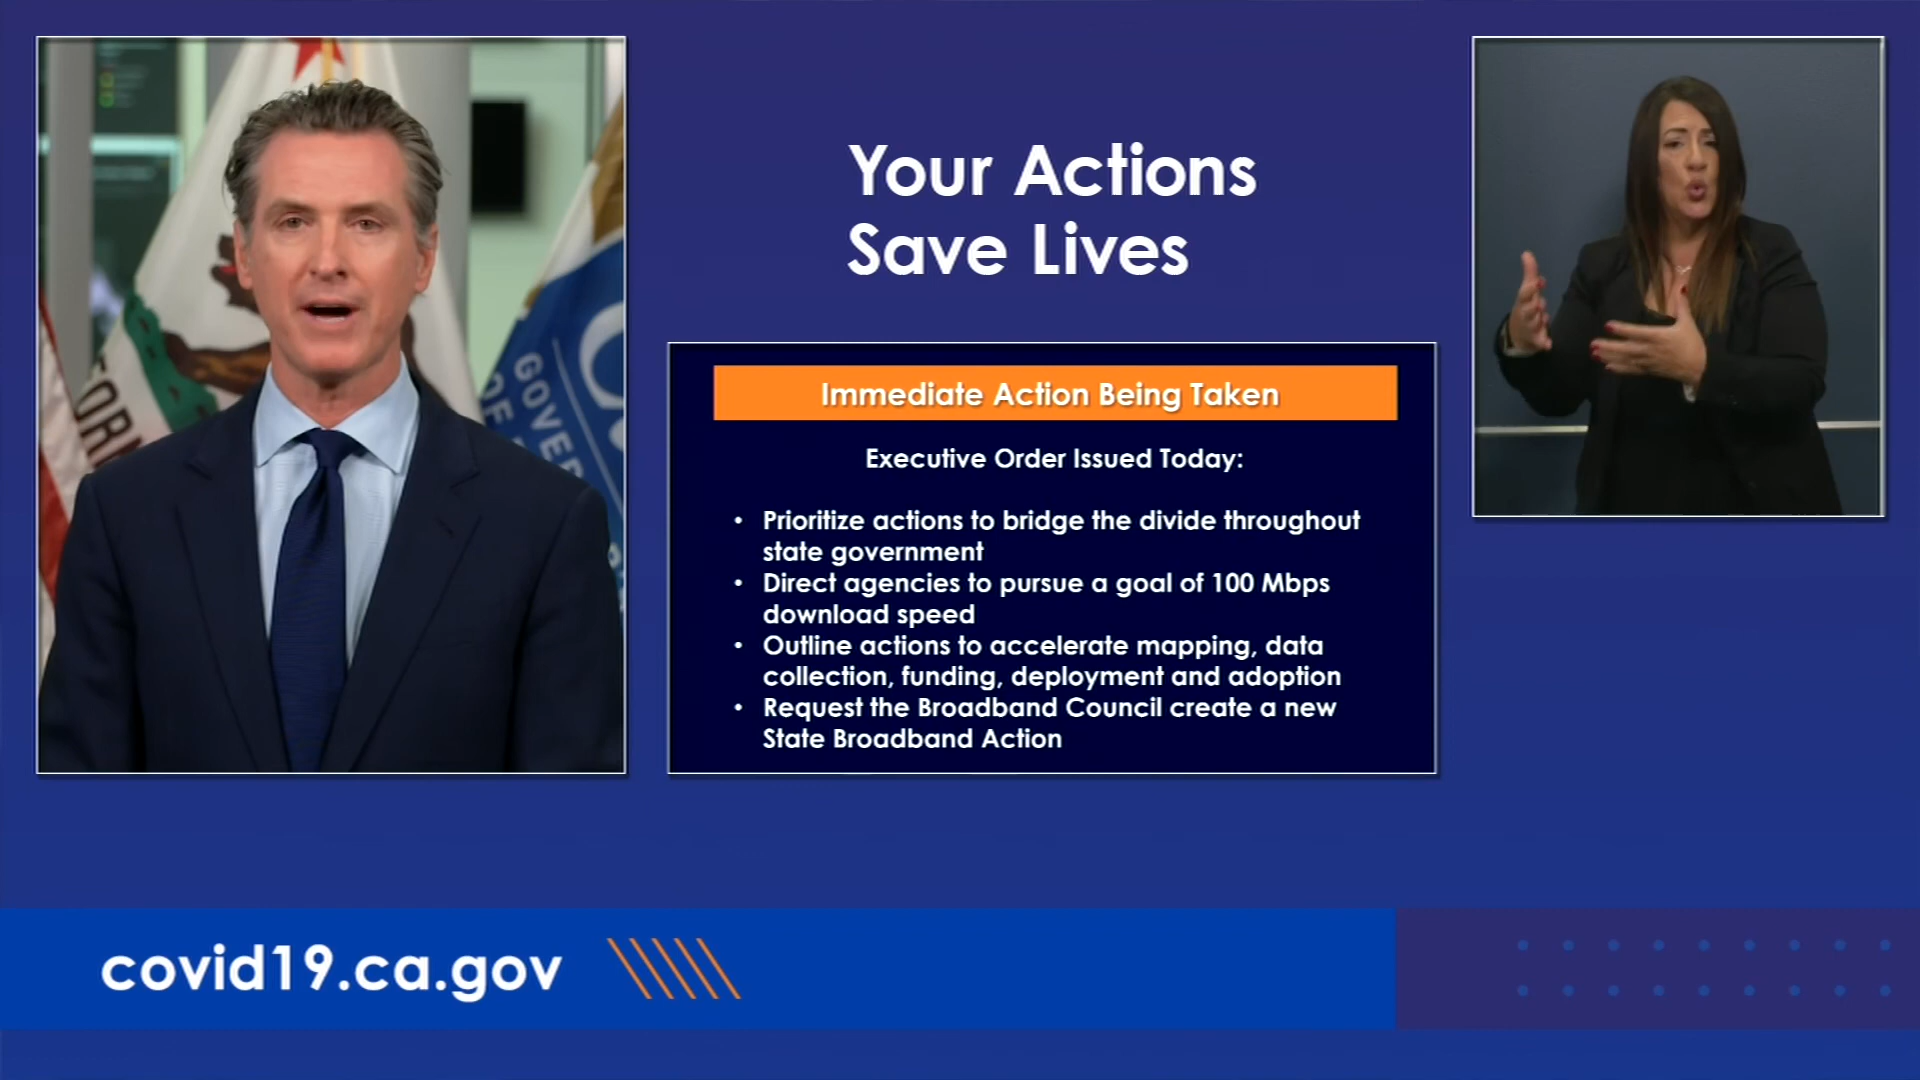 Your Actions
Save Lives
Immediate Action Being Taken
Executive Order Issued Today:
• Prioritize actions to bridge the divide throughout
state government
• Direct agencies to pursue a goal of 100 Mbps
download speed
• Outline actions to accelerate mapping, data
collection, funding, deployment and adoption
• Request the Broadband Council create a new
State Broadband Action
GOVER
OF
covid19.ca.gov